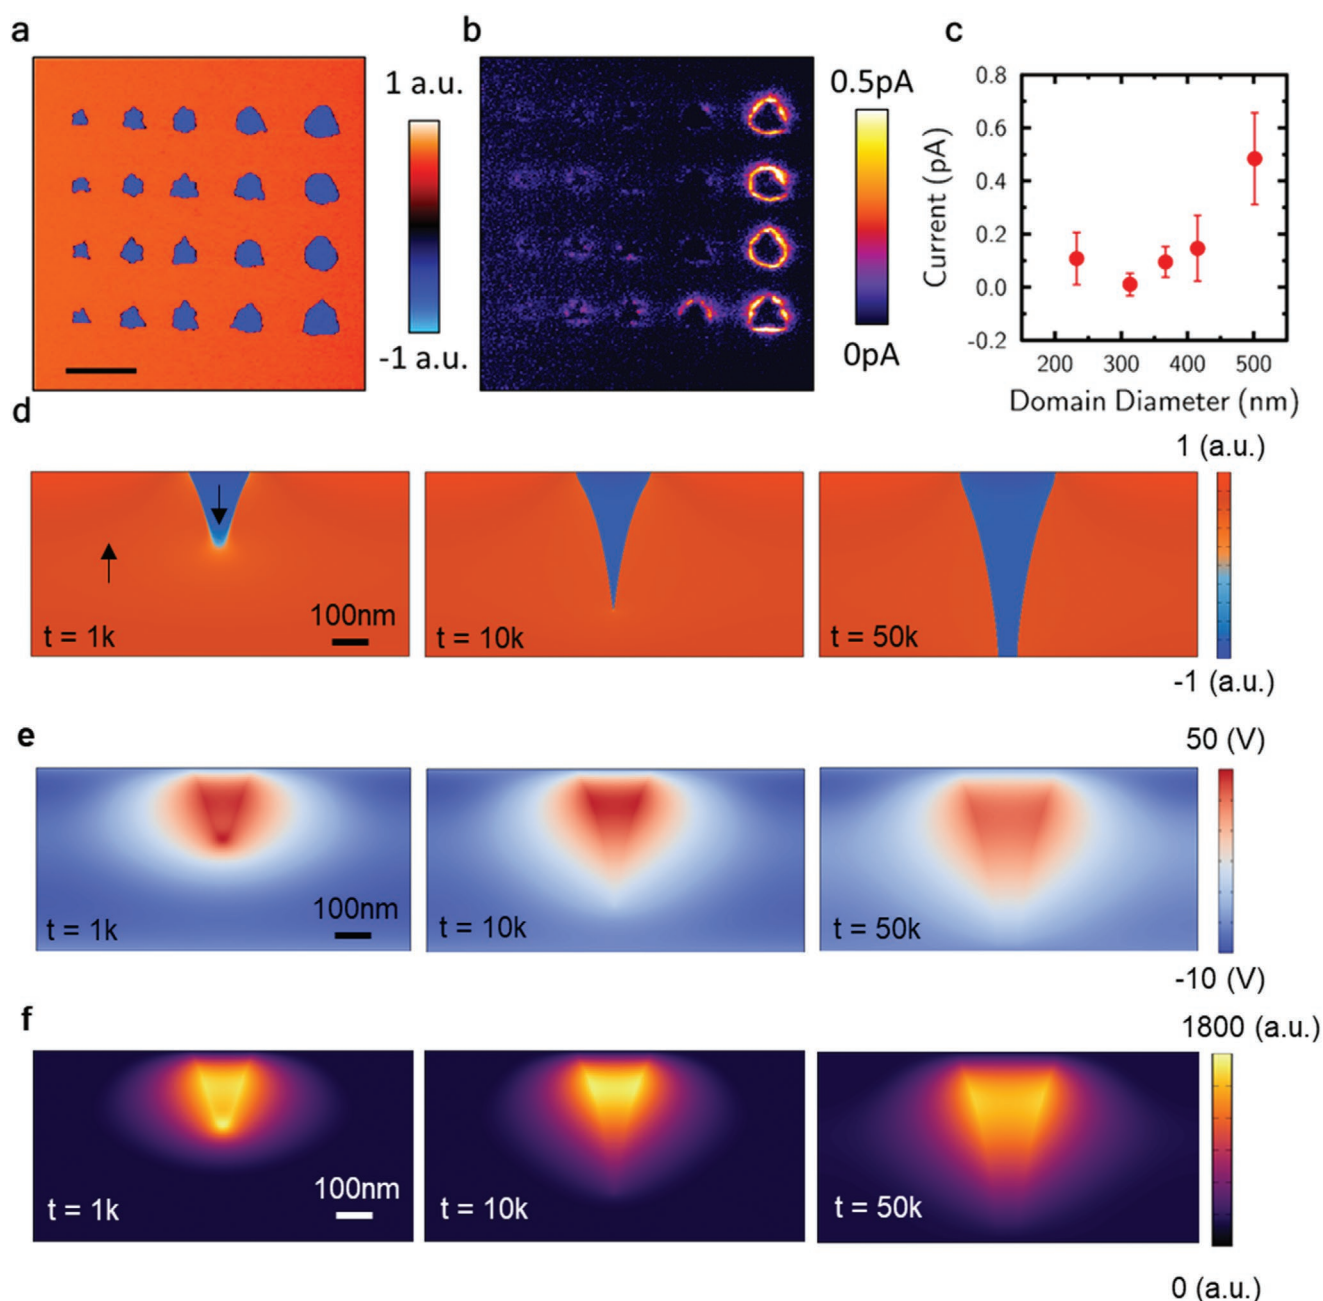 a
b
c
1 a.u.
-1 a.u.
0.5pA
0pA
0.8
0.6
0.4
0.2
0.0
-0.2
Current (pA)
200 300 400 500
Domain Diameter (nm)
d
1 (a.u.)
100nm
t = 1k
t = 10k
t = 50k
-1 (a.u.)
e
50 (V)
100nm
t = 1k
t = 10k
t = 50k
-10 (V)
f
1800 (a.u.)
100nm
t = 1k
t = 10k
t = 50k
0 (a.u.)